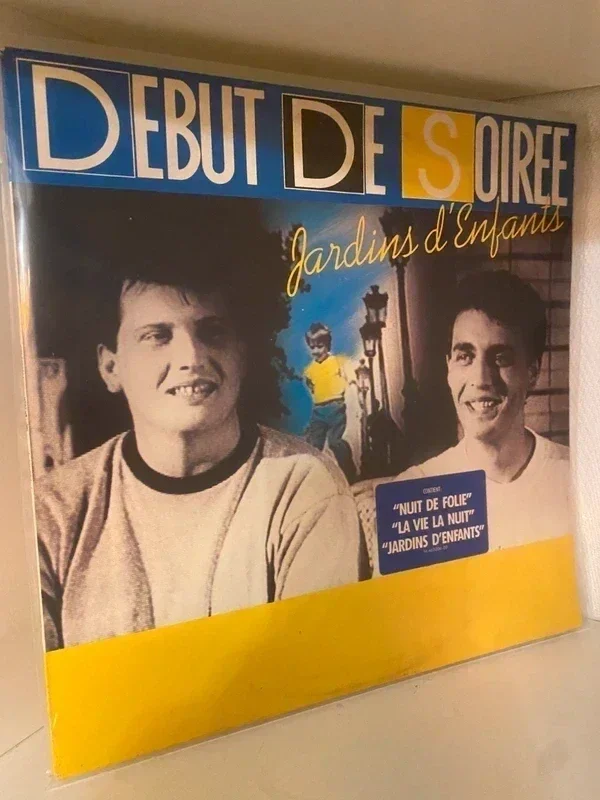 DEBUT DE SOIREE
Jardins d'Enfants
CONTIENT
"NUIT DE FOLIE"
"LA VIE LA NUIT"
"JARDINS D'ENFANTS"